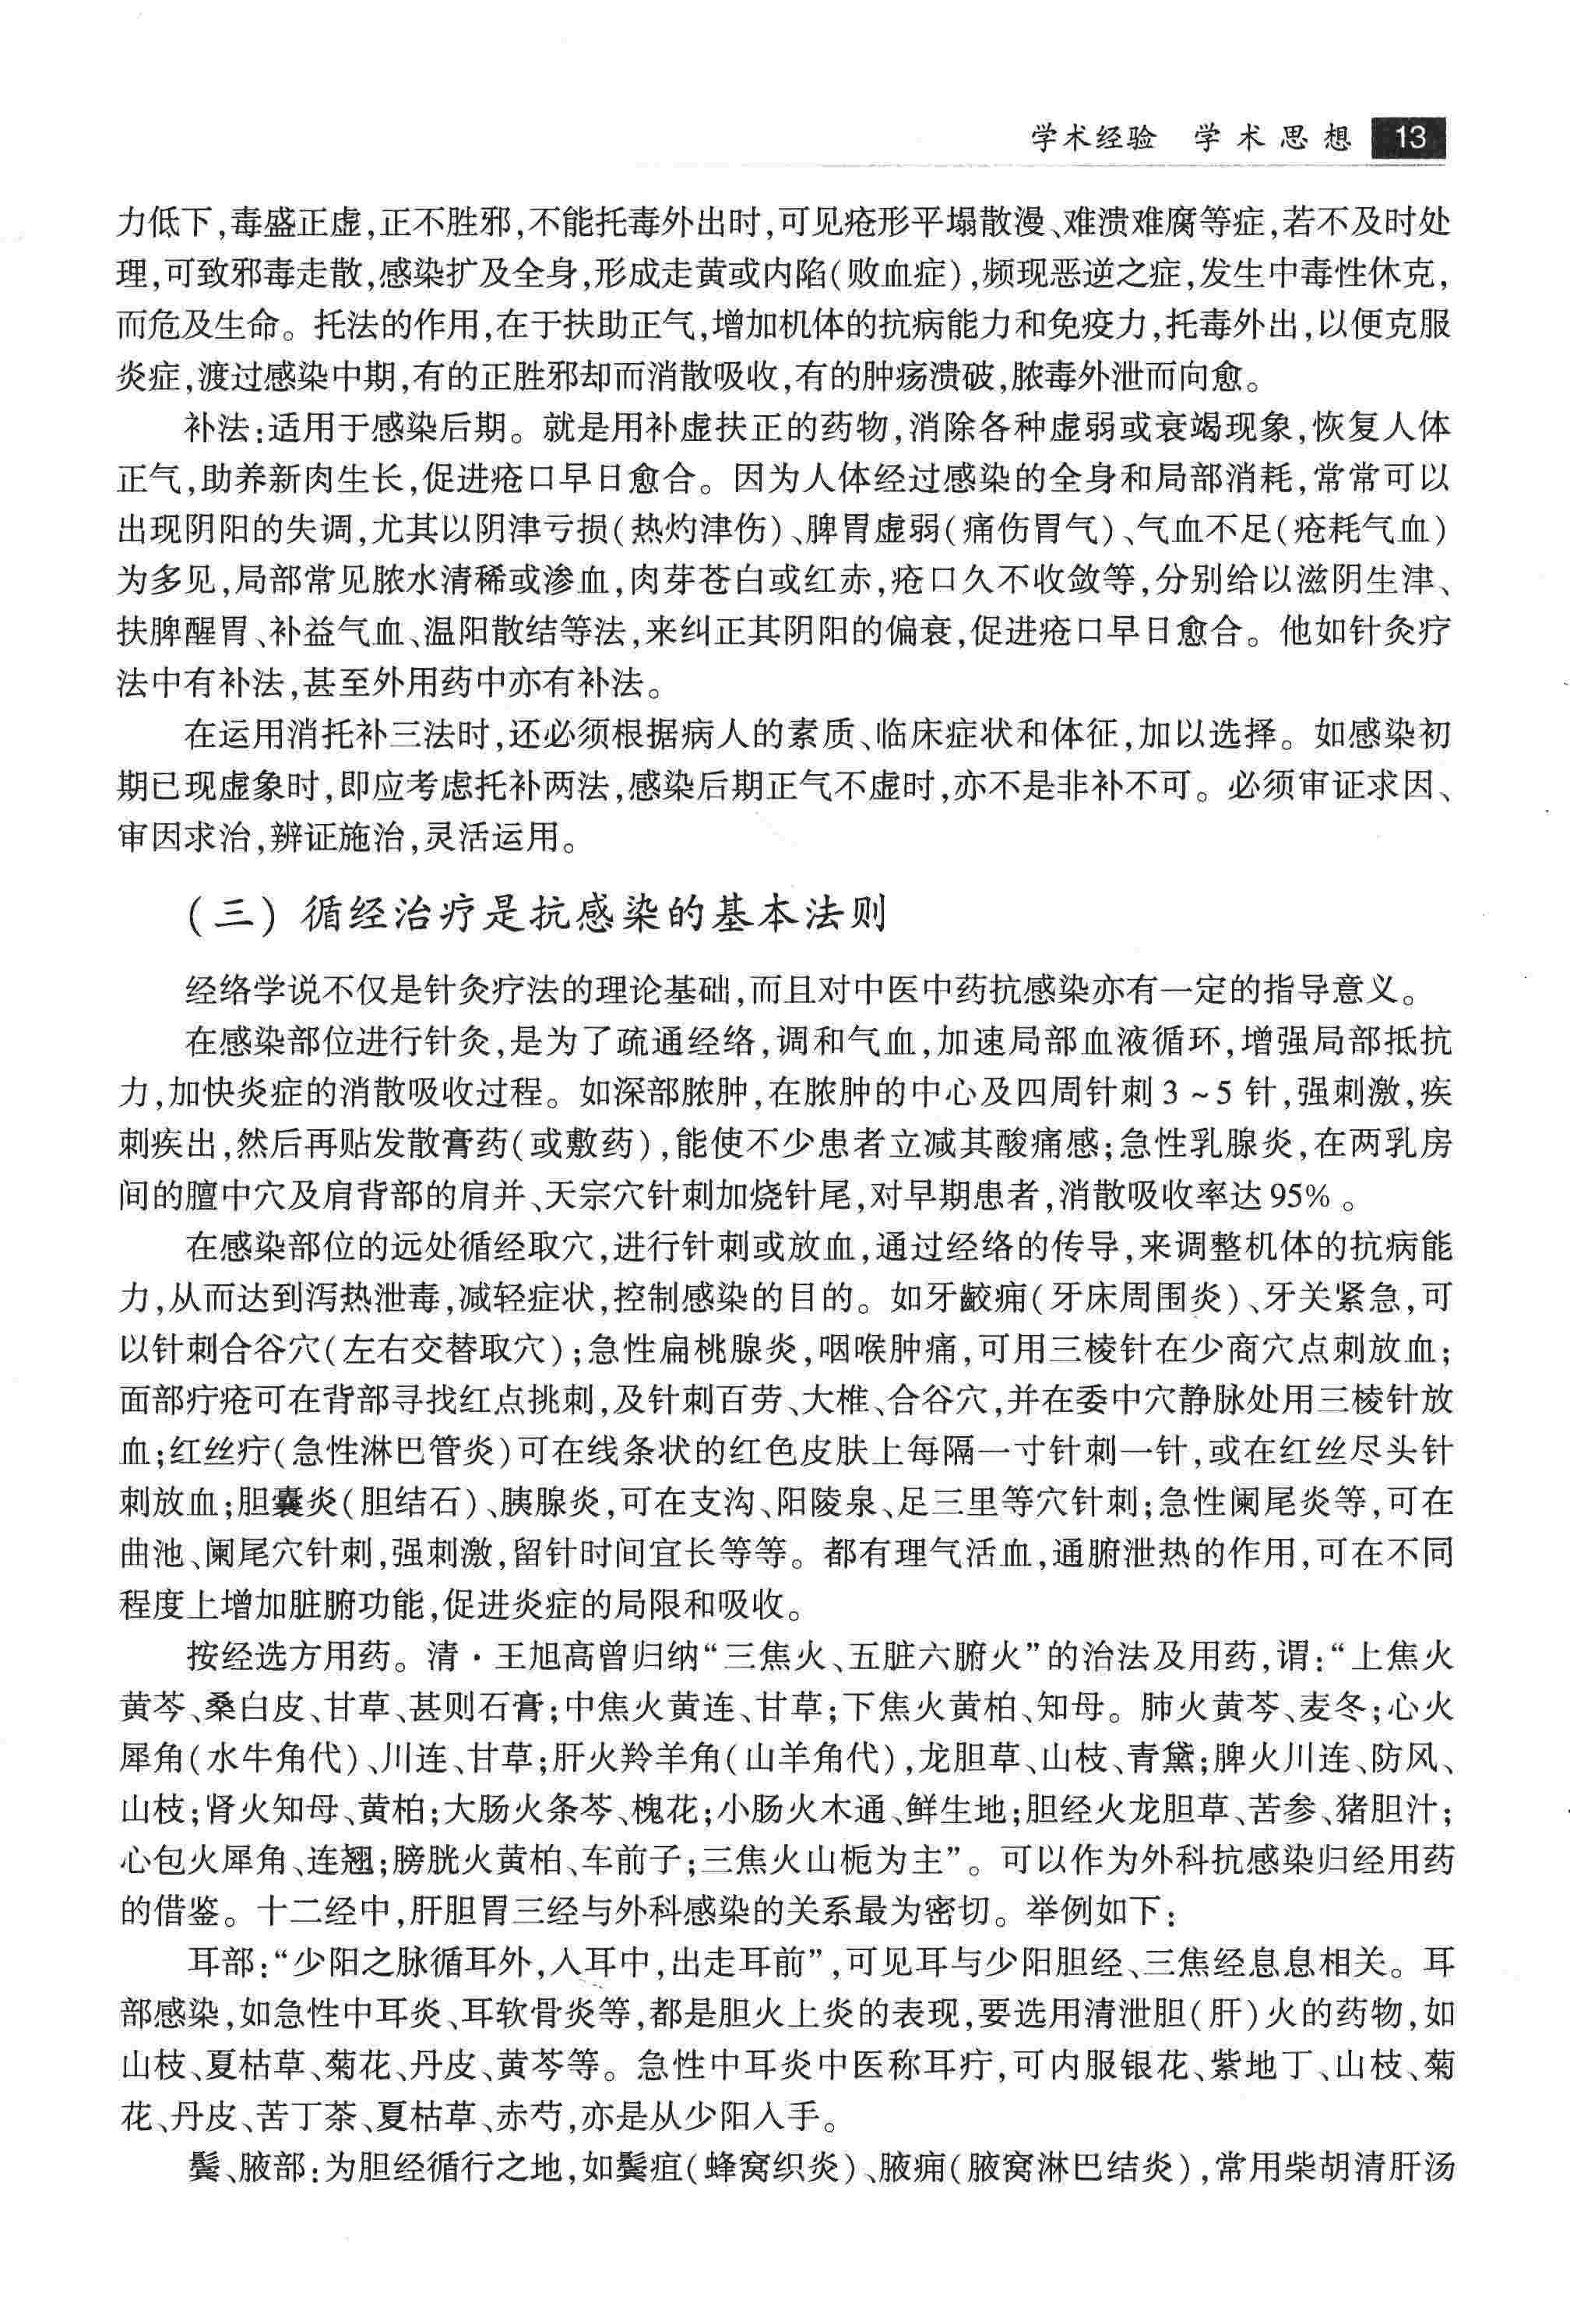 学术经验 学术思想 13
力低下,毒盛正虚,正不胜邪,不能托毒外出时,可见疮形平塌散漫、难溃难腐等症,若不及时处
理,可致邪毒走散,感染扩及全身,形成走黄或内陷(败血症),频现恶逆之症,发生中毒性休克,
而危及生命。托法的作用,在于扶助正气,增加机体的抗病能力和免疫力,托毒外出,以便克服
炎症,渡过感染中期,有的正胜邪却而消散吸收,有的肿疡溃破,脓毒外泄而向愈。
补法:适用于感染后期。就是用补虚扶正的药物,消除各种虚弱或衰竭现象,恢复人体
正气,助养新肉生长,促进疮口早日愈合。因为人体经过感染的全身和局部消耗,常常可以
出现阴阳的失调,尤其以阴津亏损(热灼津伤)、脾胃虚弱(痛伤胃气)、气血不足(疮耗气血)
为多见,局部常见脓水清稀或渗血,肉芽苍白或红赤,疮口久不收敛等,分别给以滋阴生津、
扶脾醒胃、补益气血、温阳散结等法,来纠正其阴阳的偏衰,促进疮口早日愈合。他如针灸疗
法中有补法,甚至外用药中亦有补法。
在运用消托补三法时,还必须根据病人的素质、临床症状和体征,加以选择。如感染初
期已现虚象时,即应考虑托补两法,感染后期正气不虚时,亦不是非补不可。必须审证求因、
审因求治,辨证施治,灵活运用。
(三)循经治疗是抗感染的基本法则
经络学说不仅是针灸疗法的理论基础,而且对中医中药抗感染亦有一定的指导意义。
在感染部位进行针灸,是为了疏通经络,调和气血,加速局部血液循环,增强局部抵抗
力,加快炎症的消散吸收过程。如深部脓肿,在脓肿的中心及四周针刺3~5针,强刺激,疾
刺疾出,然后再贴发散膏药(或敷药),能使不少患者立减其酸痛感;急性乳腺炎,在两乳房
间的膻中穴及肩背部的肩并、天宗穴针刺加烧针尾,对早期患者,消散吸收率达95%。
在感染部位的远处循经取穴,进行针刺或放血,通过经络的传导,来调整机体的抗病能
力,从而达到泻热泄毒,减轻症状,控制感染的目的。如牙齩痈(牙床周围炎)、牙关紧急,可
以针刺合谷穴(左右交替取穴);急性扁桃腺炎,咽喉肿痛,可用三棱针在少商穴点刺放血;
面部疔疮可在背部寻找红点挑刺,及针刺百劳、大椎、合谷穴,并在委中穴静脉处用三棱针放
血;红丝疔(急性淋巴管炎)可在线条状的红色皮肤上每隔一寸针刺一针,或在红丝尽头针
刺放血;胆囊炎(胆结石)、胰腺炎,可在支沟、阳陵泉、足三里等穴针刺;急性阑尾炎等,可在
曲池、阑尾穴针刺,强刺激,留针时间宜长等等。都有理气活血,通腑泄热的作用,可在不同
程度上增加脏腑功能,促进炎症的局限和吸收。
按经选方用药。清·王旭高曾归纳“三焦火、五脏六腑火”的治法及用药,谓:“上焦火
黄芩、桑白皮、甘草、甚则石膏;中焦火黄连、甘草;下焦火黄柏、知母。肺火黄芩、麦冬;心火
犀角(水牛角代)、川连、甘草;肝火羚羊角(山羊角代),龙胆草、山枝、青黛;脾火川连、防风、
山枝;肾火知母、黄柏;大肠火条芩、槐花;小肠火木通、鲜生地;胆经火龙胆草、苦参、猪胆汁;
心包火犀角、连翘;膀胱火黄柏、车前子;三焦火山栀为主”。可以作为外科抗感染归经用药
的借鉴。十二经中,肝胆胃三经与外科感染的关系最为密切。举例如下:
耳部:“少阳之脉循耳外,入耳中,出走耳前”,可见耳与少阳胆经、三焦经息息相关。耳
部感染,如急性中耳炎、耳软骨炎等,都是胆火上炎的表现,要选用清泄胆(肝)火的药物,如
山枝、夏枯草、菊花、丹皮、黄芩等。急性中耳炎中医称耳疔,可内服银花、紫地丁、山枝、菊
花、丹皮、苦丁茶、夏枯草、赤芍,亦是从少阳入手。
鬓、腋部:为胆经循行之地,如鬓疽(蜂窝织炎)、腋痈(腋窝淋巴结炎),常用柴胡清肝汤